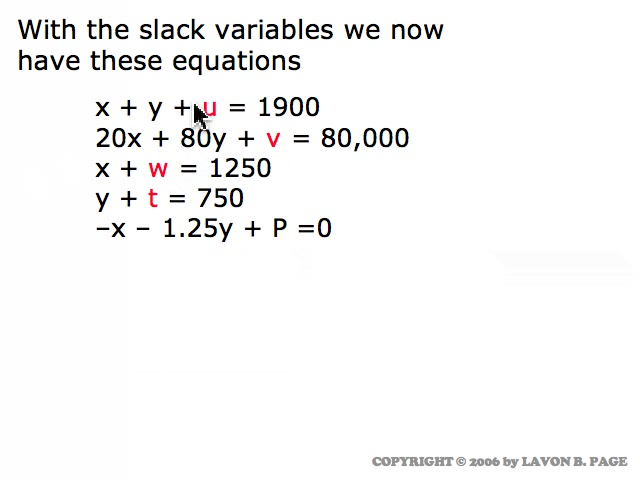 With the slack variables we now
have these equations
x + y + u = 1900
20x + 80y + v = 80,000
x + w = 1250
y + t = 750
–x – 1.25y + P =0
COPYRIGHT © 2006 by LAVON B. PAGE